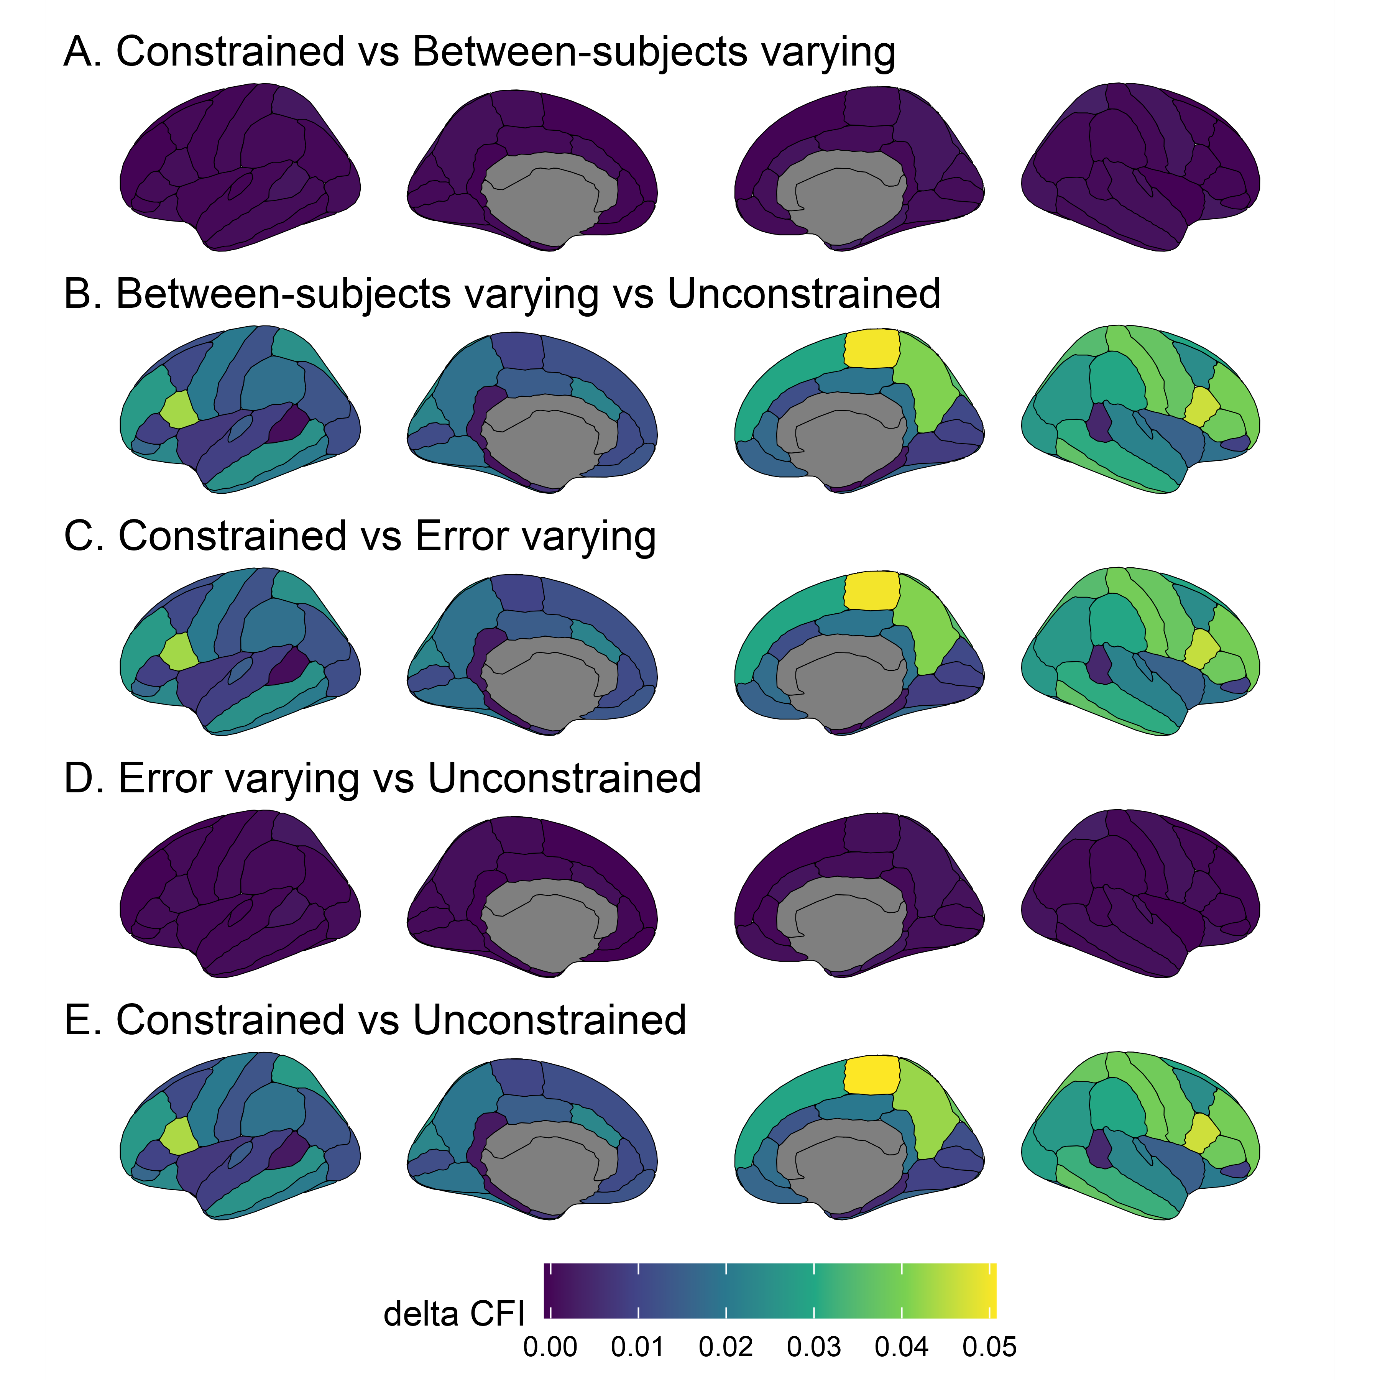 A. Constrained vs Between-subjects varying
B. Between-subjects varying vs Unconstrained
C. Constrained vs Error varying
D. Error varying vs Unconstrained
E. Constrained vs Unconstrained
delta CFI
0.00 0.01 0.02 0.03 0.04 0.05